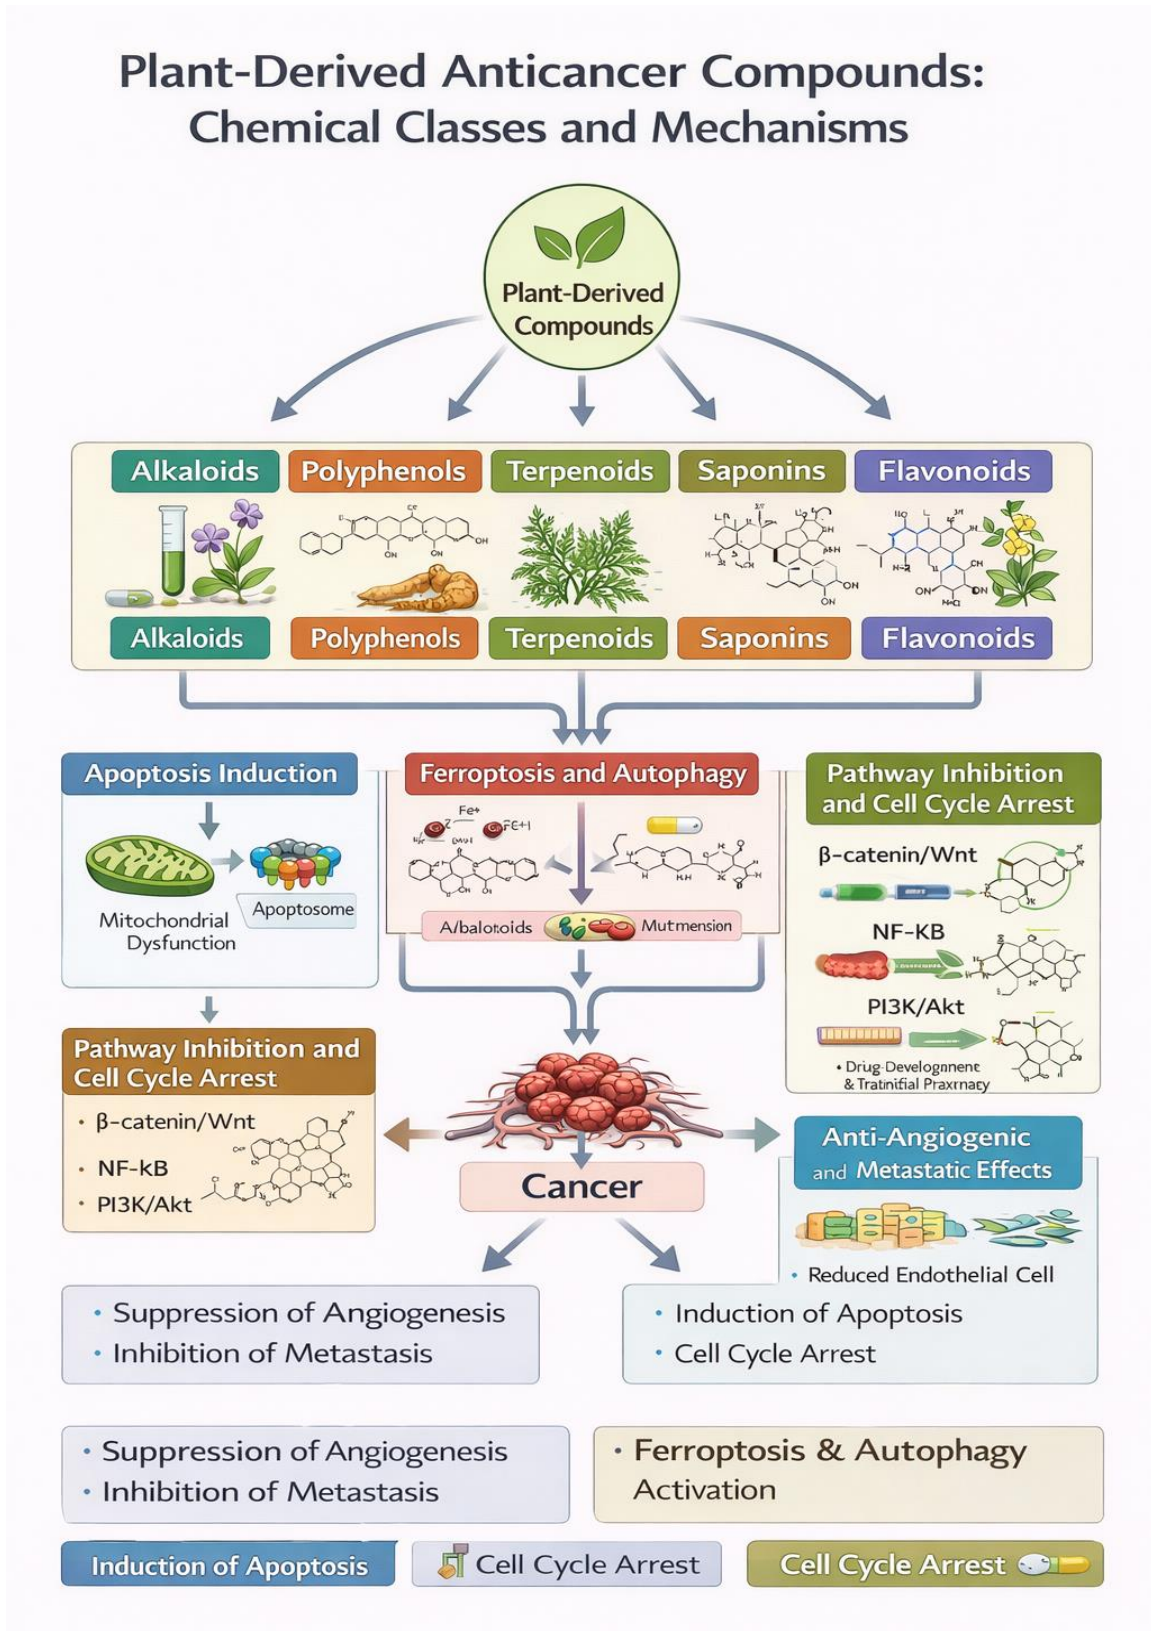 Plant-Derived Anticancer Compounds:
Chemical Classes and Mechanisms
Plant-Derived
Compounds
Alkaloids
Polyphenols
Terpenoids
Saponins
Flavonoids
OH
OH
OH
Alkaloids
Polyphenols
Terpenoids
Saponins
Flavonoids
Apoptosis Induction
Mitochondrial
Dysfunction
Apoptosome
Ferroptosis and Autophagy
A/balotoids
Mutmension
Pathway Inhibition
and Cell Cycle Arrest
β-catenin/Wnt
NF-KB
PI3K/Akt
• Drug-Development
Pathway Inhibition and
Cell Cycle Arrest
• β-catenin/Wnt
• NF-kB
• PI3K/Akt
Cancer
Anti-Angiogenic
and Metastatic Effects
• Reduced Endothelial Cell
• Suppression of Angiogenesis
• Inhibition of Metastasis
• Induction of Apoptosis
• Cell Cycle Arrest
• Suppression of Angiogenesis
• Inhibition of Metastasis
• Ferroptosis & Autophagy
Activation
Induction of Apoptosis
Cell Cycle Arrest
Cell Cycle Arrest